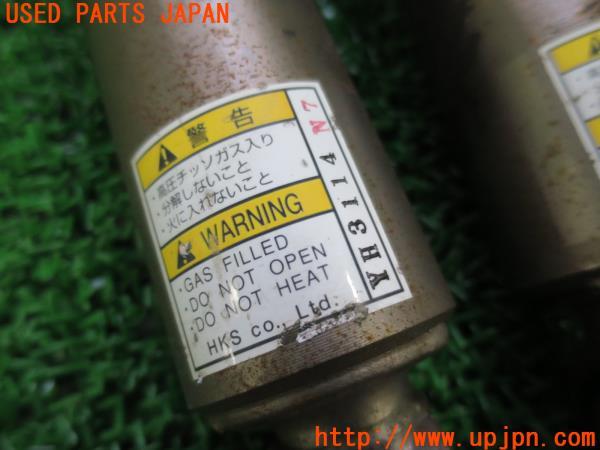 USED PARTS JAPAN
警告
・高圧チッソガス入り
・分解しないこと
・火に入れないこと
WARNING
・GAS FILLED
・DO NOT OPEN
・DO NOT HEAT
HKS co., Ltd.
YH3114 N7
http://www.upjpn.com